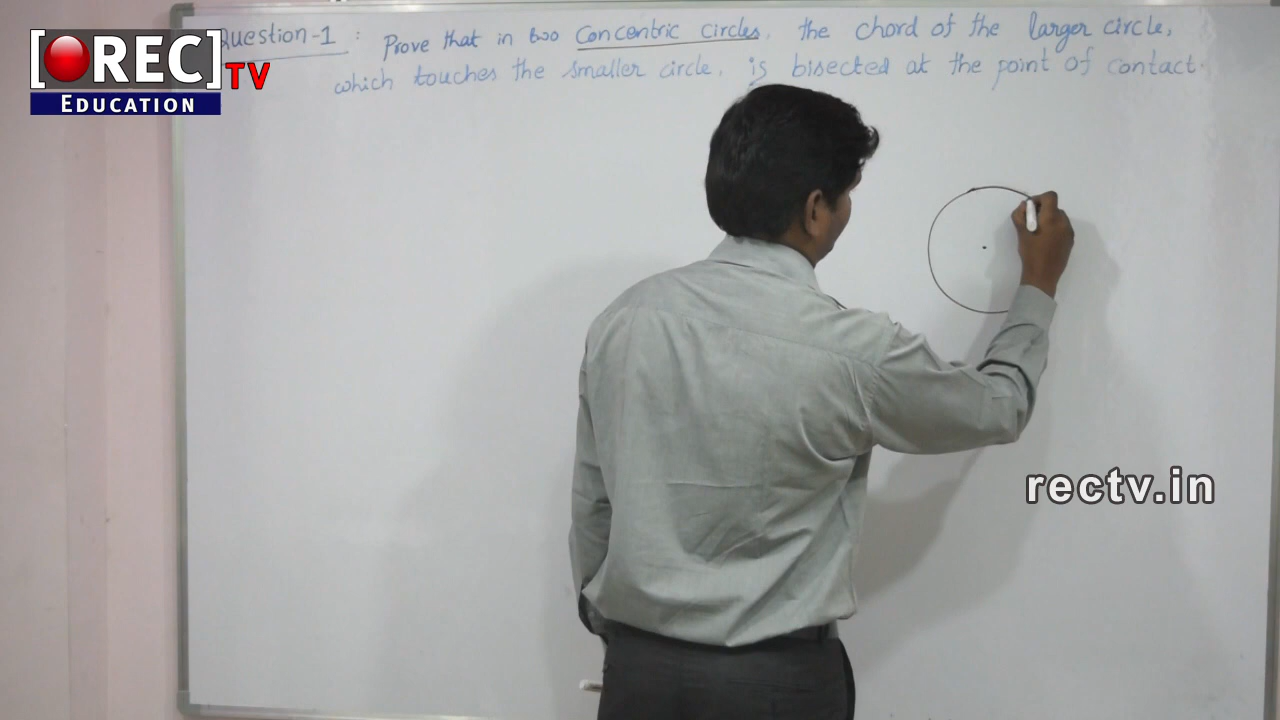 Question-1 : Prove that in two Concentric circles, the chord of the larger circle,
which touches the smaller circle, is bisected at the point of contact.
[REC] TV
EDUCATION
rectv.in